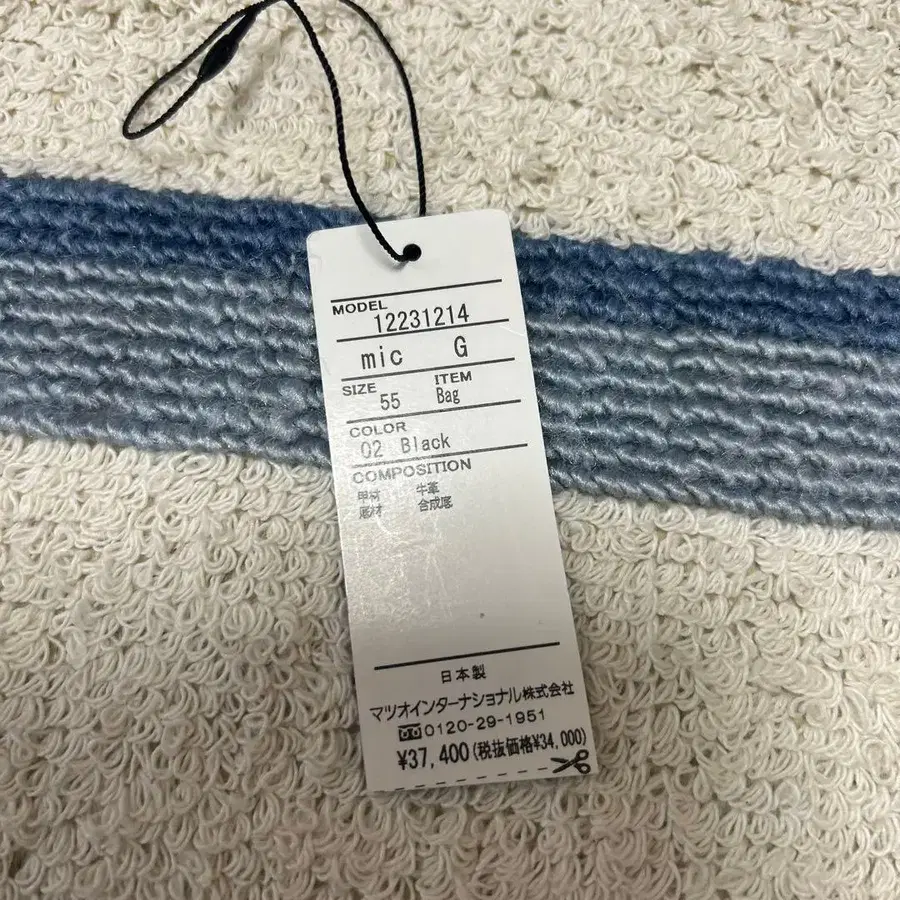 MODEL
12231214
mic G
SIZE ITEM
55 Bag
COLOR
02 Black
COMPOSITION
甲材 牛革
底材 合成底
日本製
マツオインターナショナル株式会社
0120-29-1951
¥37,400(税抜価格¥34,000)